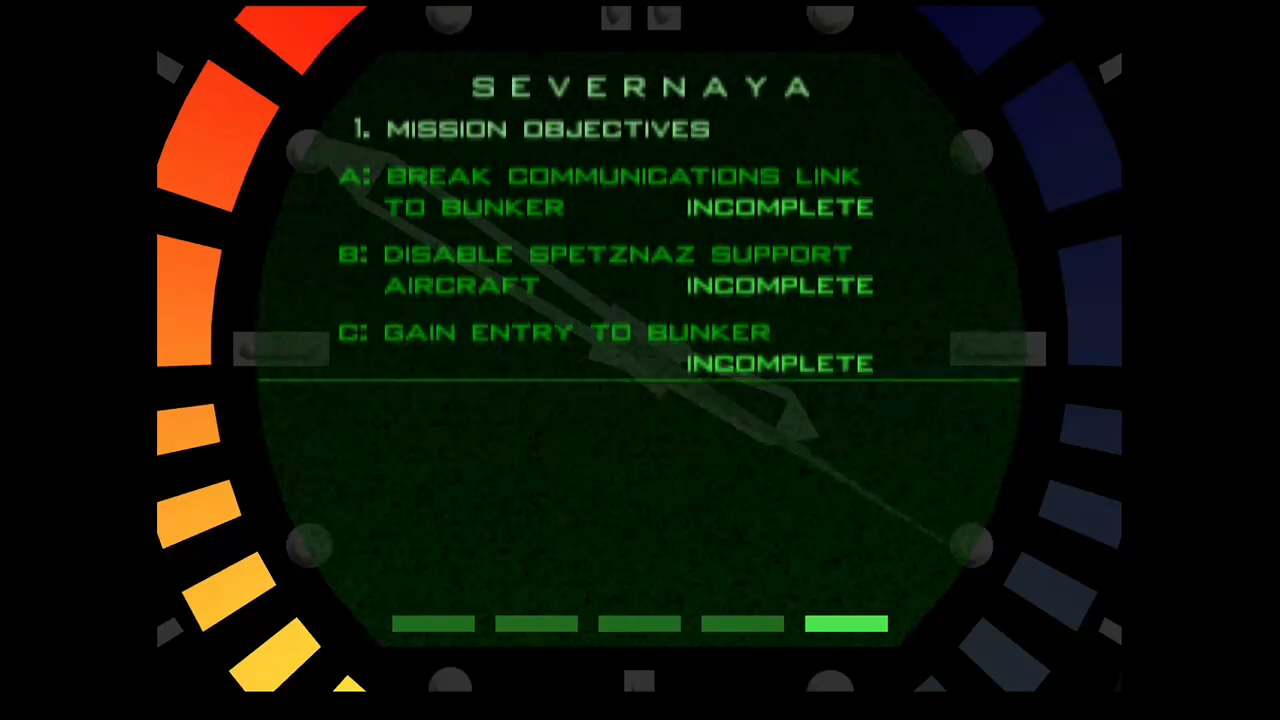 SEVERNAYA
1. MISSION OBJECTIVES
A: BREAK COMMUNICATIONS LINK
TO BUNKER INCOMPLETE
B: DISABLE SPETZNAZ SUPPORT
AIRCRAFT INCOMPLETE
C: GAIN ENTRY TO BUNKER
INCOMPLETE